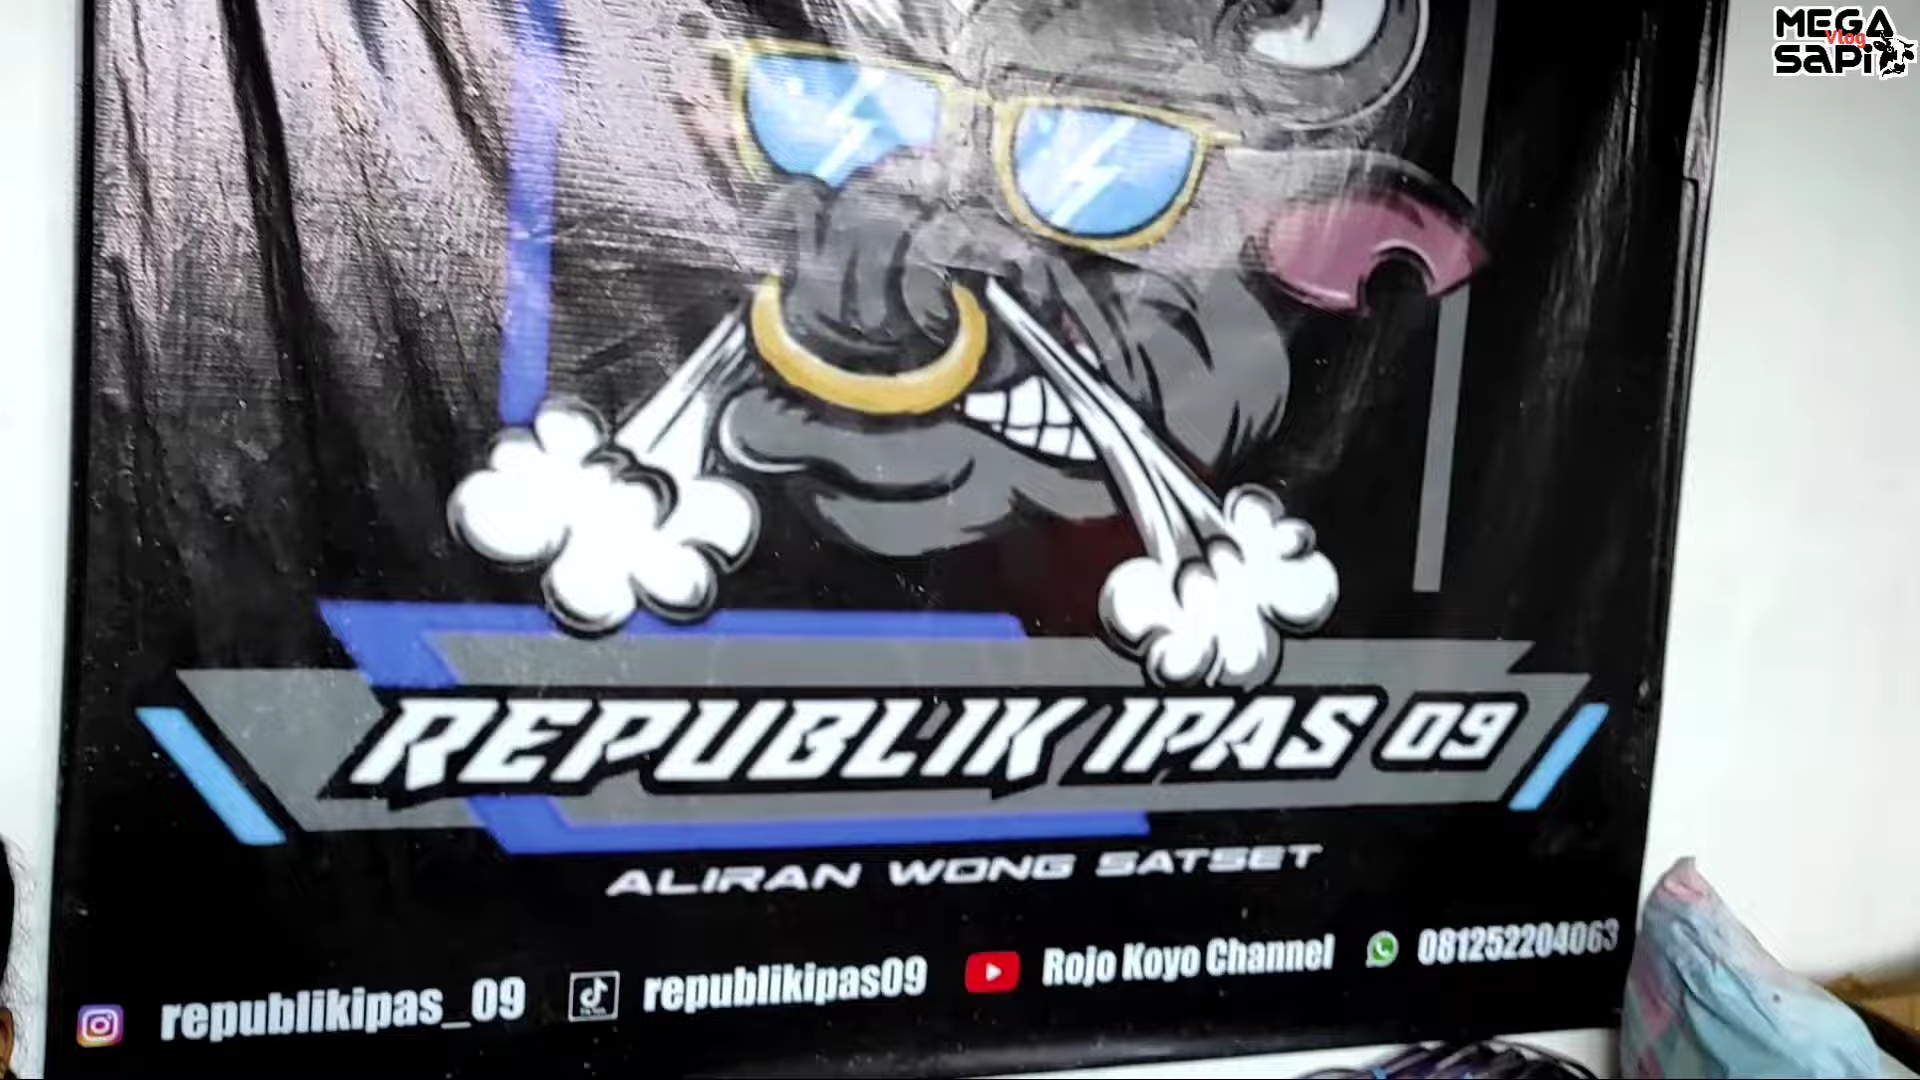 MEGA
Vlog
SAPI
REPUBLIK IPAS 09
ALIRAN WONG SATSET
republikipas_09 republikipas09 Rojo Koyo Channel 081252204063